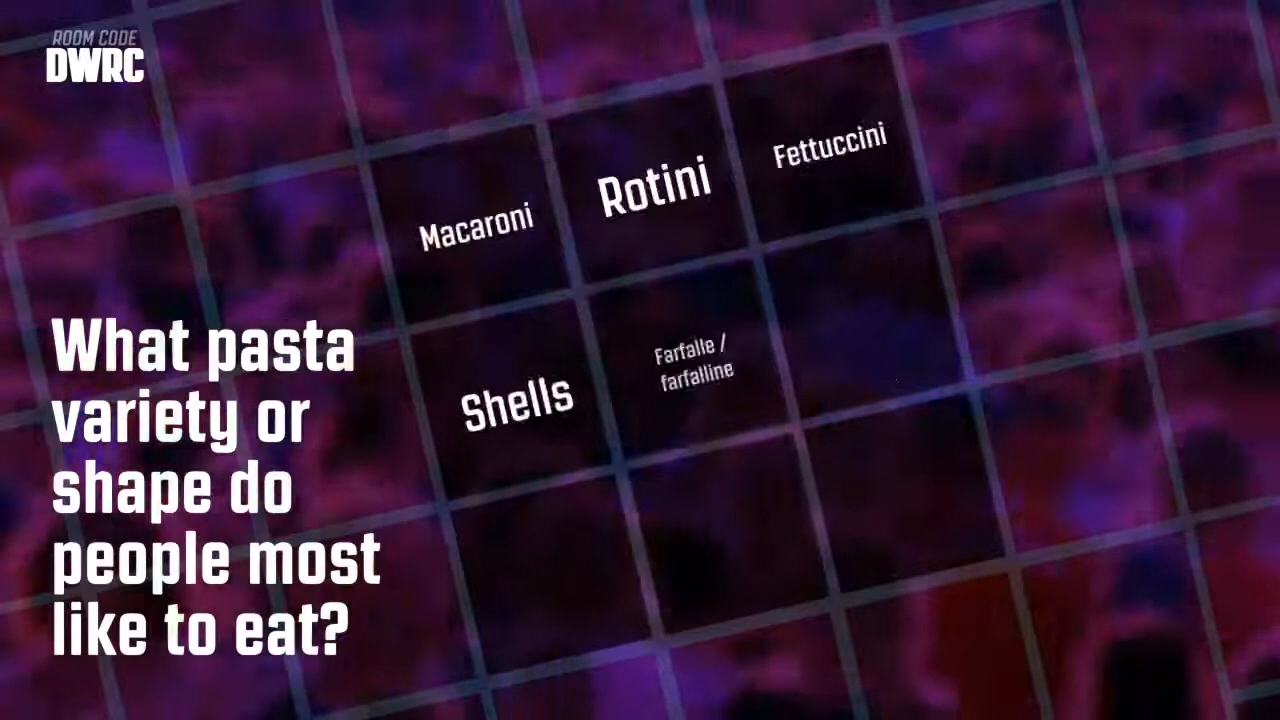 ROOM CODE
DWRC
Macaroni
Rotini
Fettuccini
Shells
Farfalle /
farfalline
What pasta
variety or
shape do
people most
like to eat?